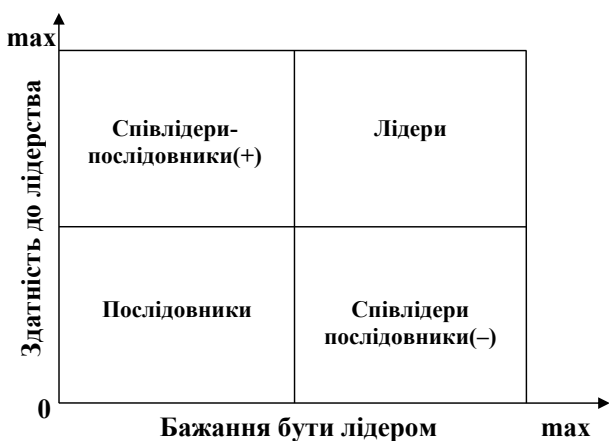 max
Здатність до лідерства
Співлідери-
послідовники(+)
Лідери
Послідовники
Співлідери
послідовники(–)
0
Бажання бути лідером
max